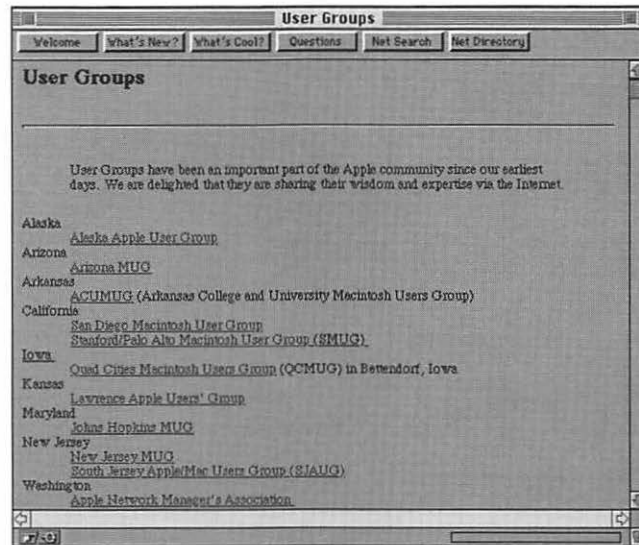 User Groups
Welcome What's New? What's Cool? Questions Net Search Net Directory
User Groups
User Groups have been an important part of the Apple community since our earliest
days. We are delighted that they are sharing their wisdom and expertise via the Internet.
Alaska
Alaska Apple User Group
Arizona
Arizona MUG
Arkansas
ACUMUG (Arkansas College and University Macintosh Users Group)
California
San Diego Macintosh User Group
Stanford/Palo Alto Macintosh User Group (SMUG)
Iowa
Quad Cities Macintosh Users Group (QCMUG) in Bettendorf, Iowa
Kansas
Lawrence Apple Users' Group
Maryland
Johns Hopkins MUG
New Jersey
New Jersey MUG
South Jersey Apple/Mac Users Group (SJAUG)
Washington
Apple Network Manager's Association